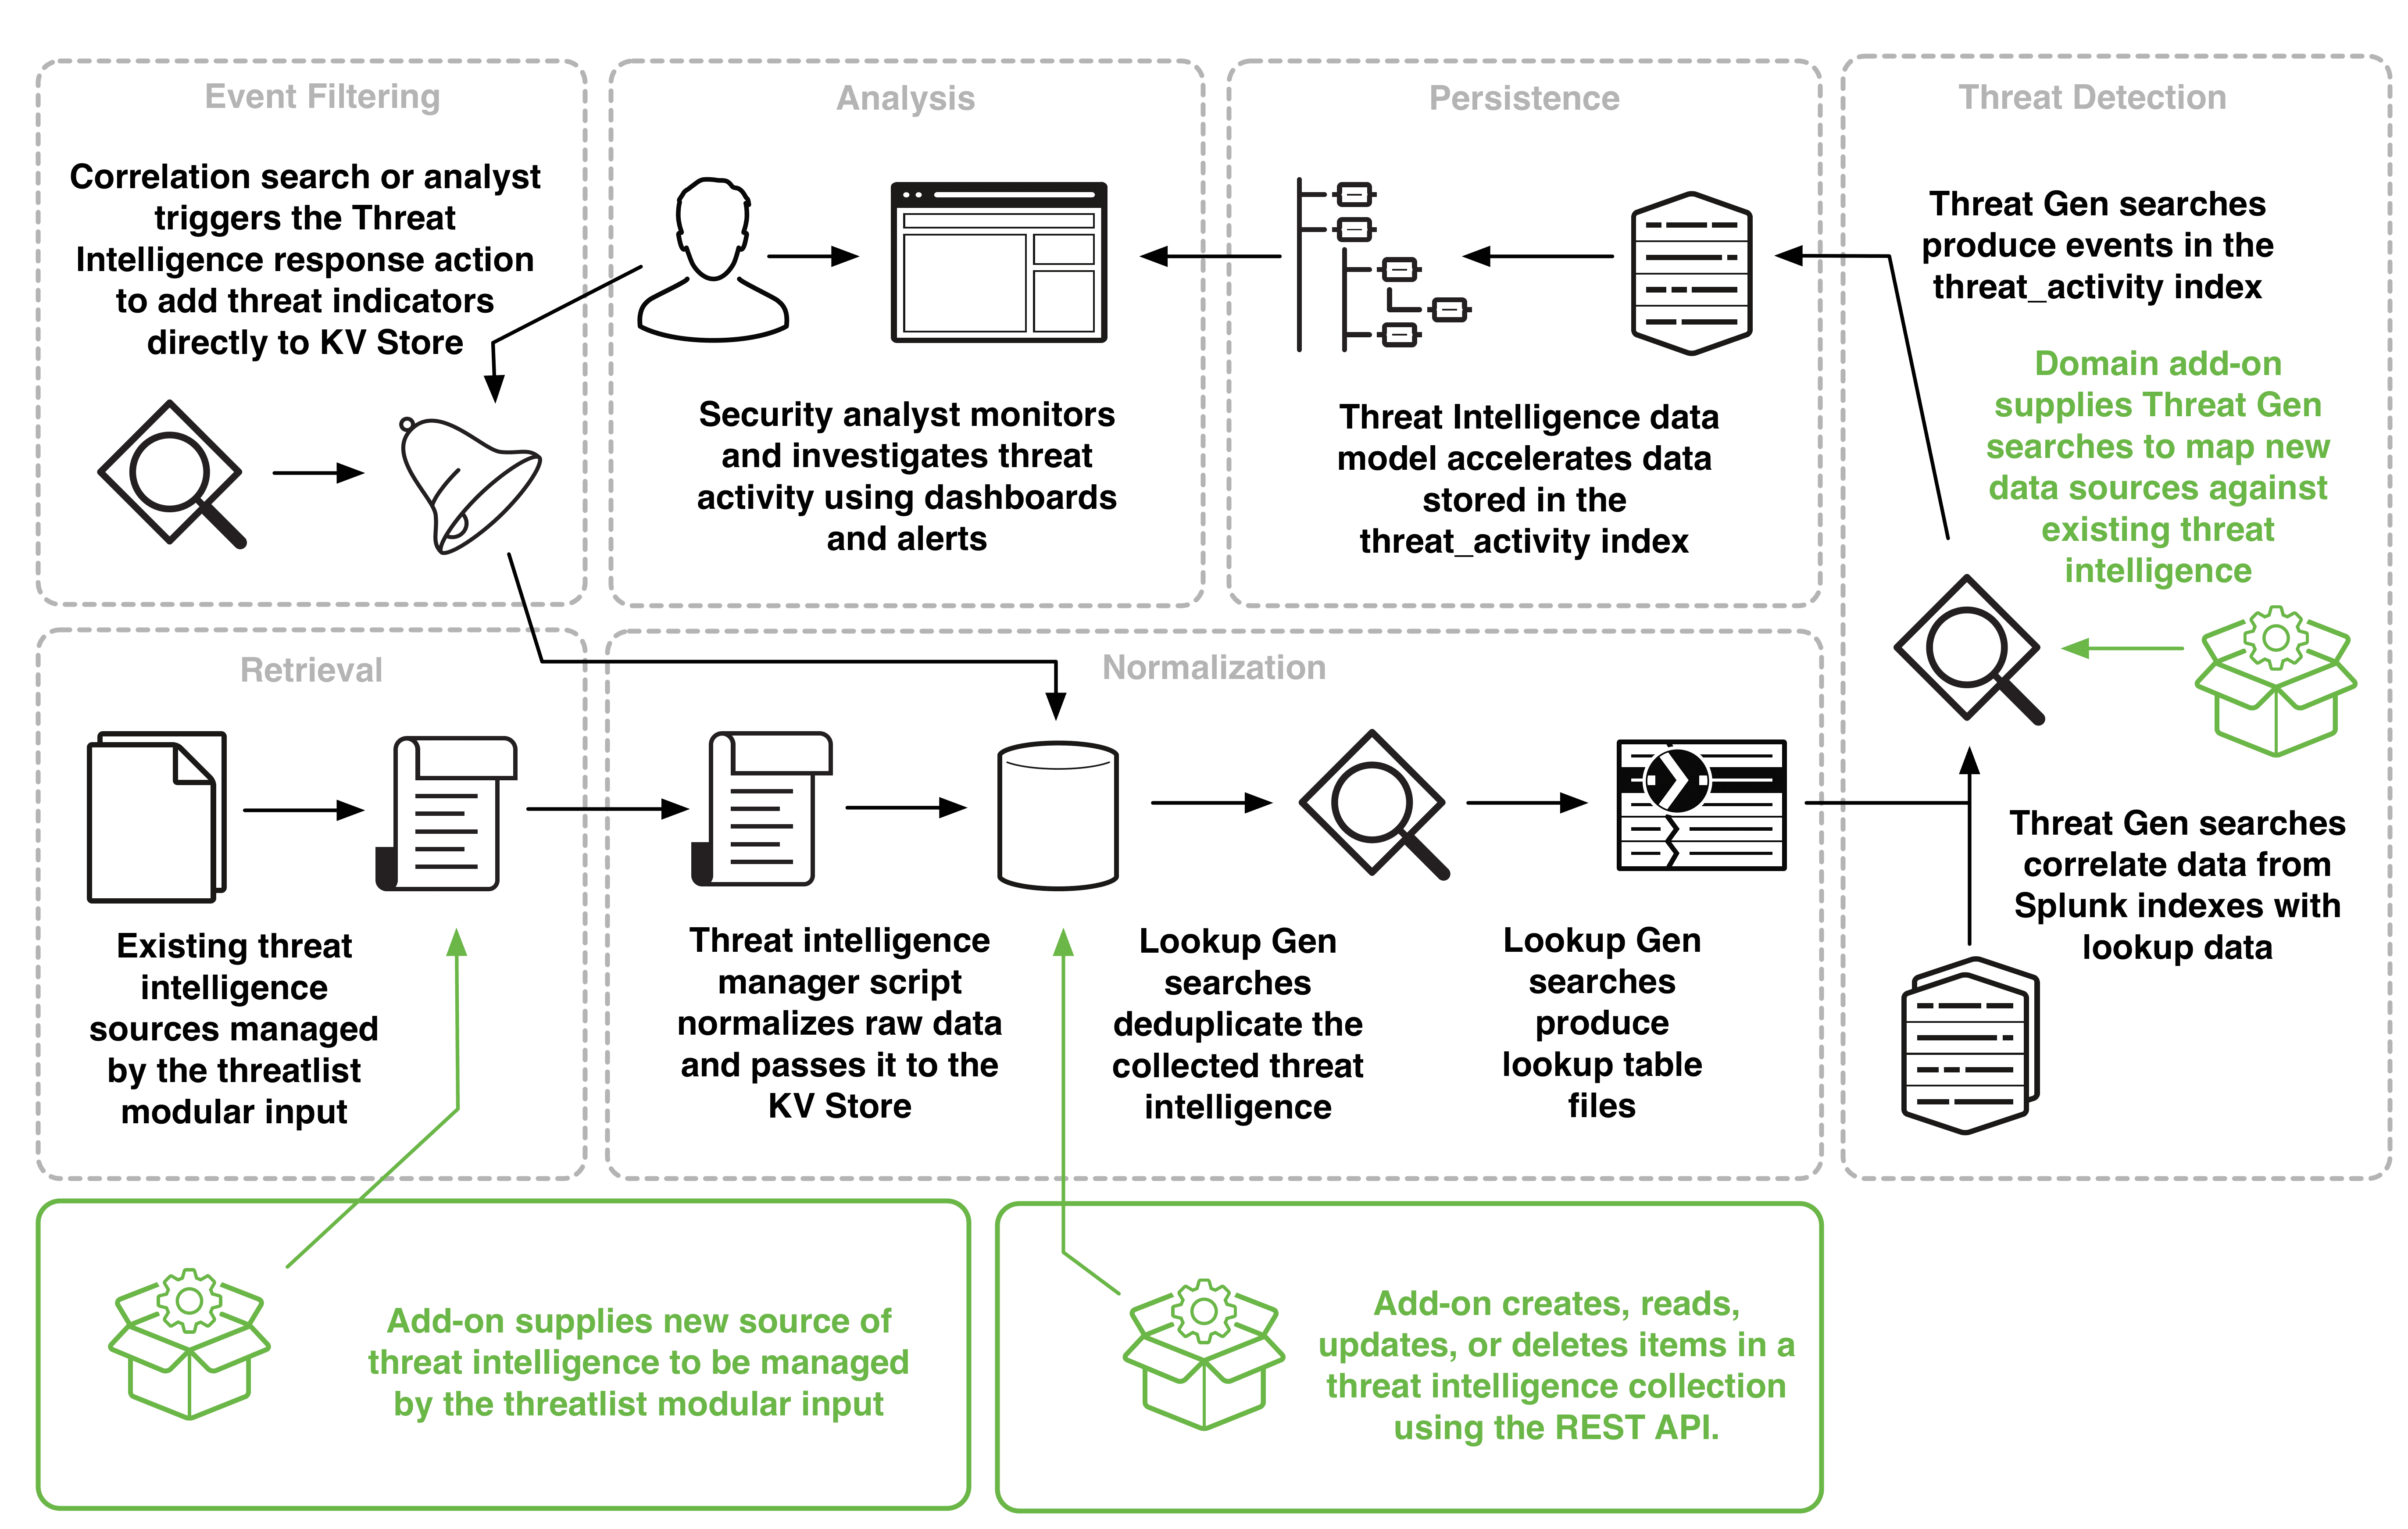 Event Filtering
Correlation search or analyst
triggers the Threat
Intelligence response action
to add threat indicators
directly to KV Store
Analysis
Security analyst monitors
and investigates threat
activity using dashboards
and alerts
Persistence
Threat Intelligence data
model accelerates data
stored in the
threat_activity index
Threat Detection
Threat Gen searches
produce events in the
threat_activity index
Domain add-on
supplies Threat Gen
searches to map new
data sources against
existing threat
intelligence
Threat Gen searches
correlate data from
Splunk indexes with
lookup data
Retrieval
Existing threat
intelligence
sources managed
by the threatlist
modular input
Normalization
Threat intelligence
manager script
normalizes raw data
and passes it to the
KV Store
Lookup Gen
searches
deduplicate the
collected threat
intelligence
Lookup Gen
searches
produce
lookup table
files
Add-on supplies new source of
threat intelligence to be managed
by the threatlist modular input
Add-on creates, reads,
updates, or deletes items in a
threat intelligence collection
using the REST API.